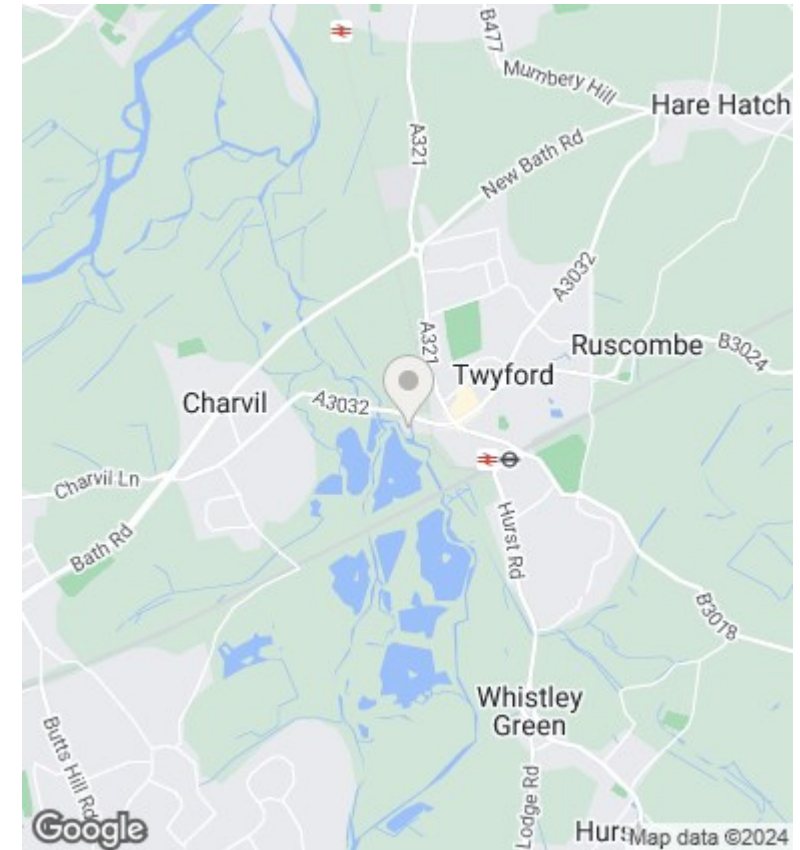 B477
Mumbery Hill
Hare Hatch
A321
New Bath Rd
A3032
A321
Ruscombe
B3024
Twyford
Charvil
A3032
Charvil Ln
Hurst Rd
Bath Rd
B3018
Whistley
Green
Butts Hill Rd
Lodge Rd
Google
Map data ©2024